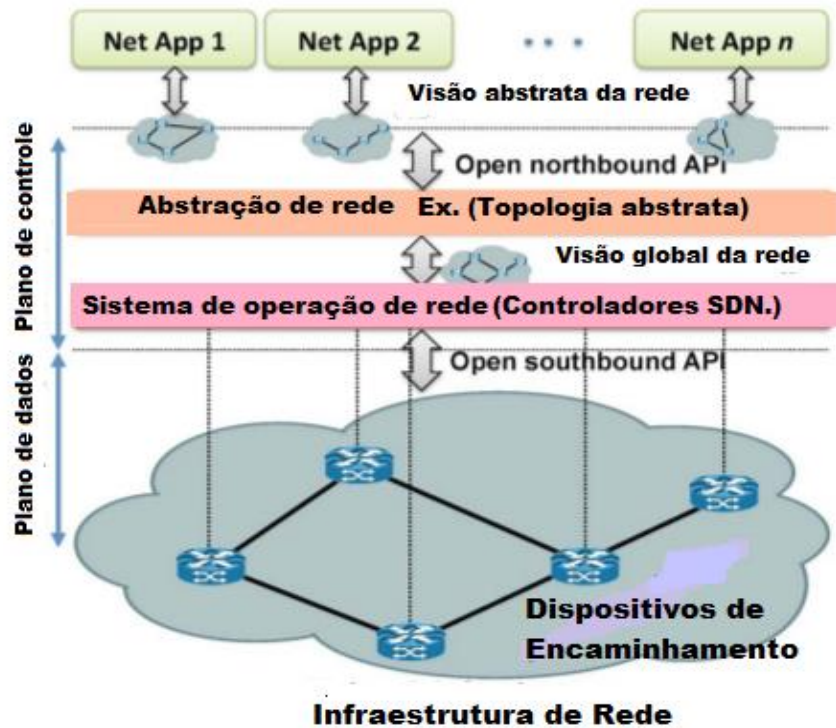 Net App 1 Net App 2 Net App n
Visão abstrata da rede
Open northbound API
Abstração de rede Ex. (Topologia abstrata)
Visão global da rede
Sistema de operação de rede (Controladores SDN.)
Open southbound API
Plano de controle
Plano de dados
Dispositivos de
Encaminhamento
Infraestrutura de Rede